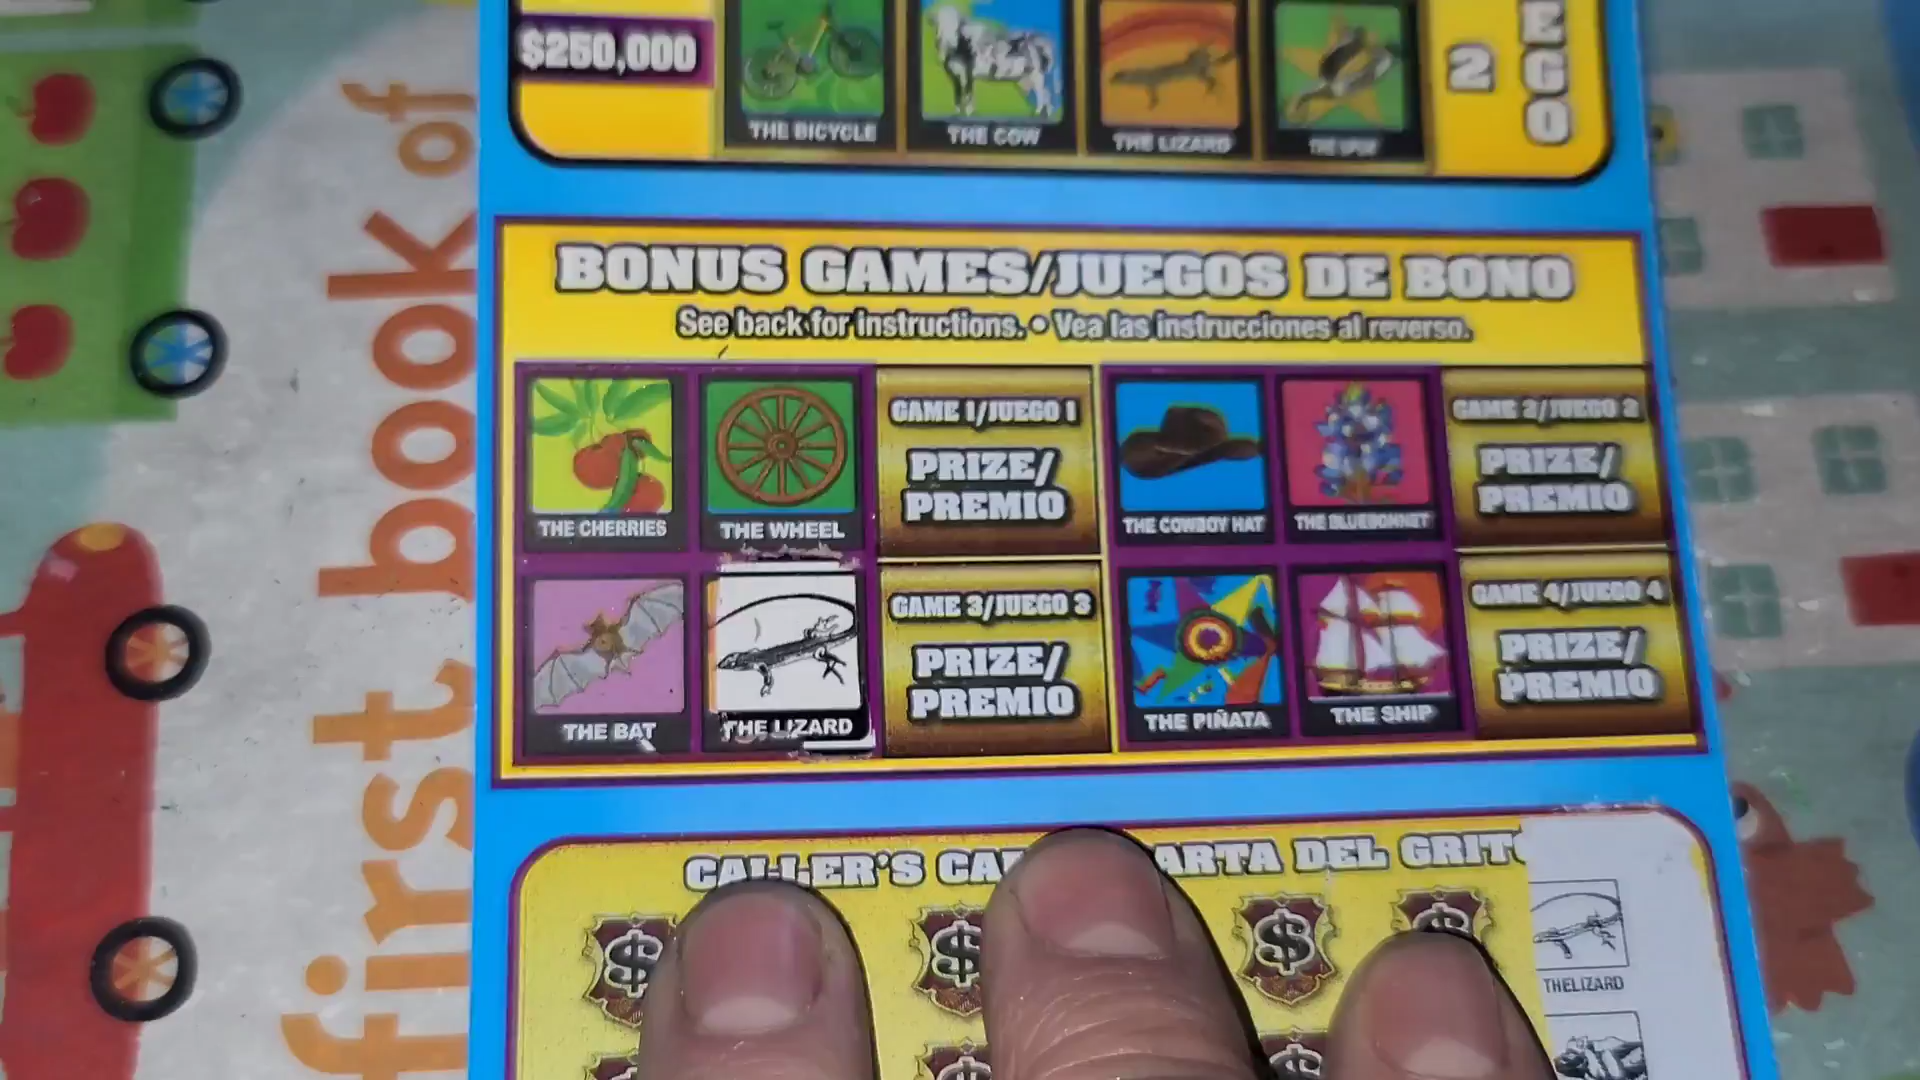 $250,000
THE BICYCLE
THE COW
THE LIZARD
2
EGO
BONUS GAMES/JUEGOS DE BONO
See back for instructions. • Vea las instrucciones al reverso.
THE CHERRIES
THE WHEEL
GAME 1/JUEGO 1
PRIZE/
PREMIO
THE COWBOY HAT
THE BLUEBONNET
GAME 2/JUEGO 2
PRIZE/
PREMIO
THE BAT
THE LIZARD
GAME 3/JUEGO 3
PRIZE/
PREMIO
THE PIÑATA
THE SHIP
GAME 4/JUEGO 4
PRIZE/
PREMIO
CALLER'S CA ARTA DEL GRITO
THE LIZARD
first book of